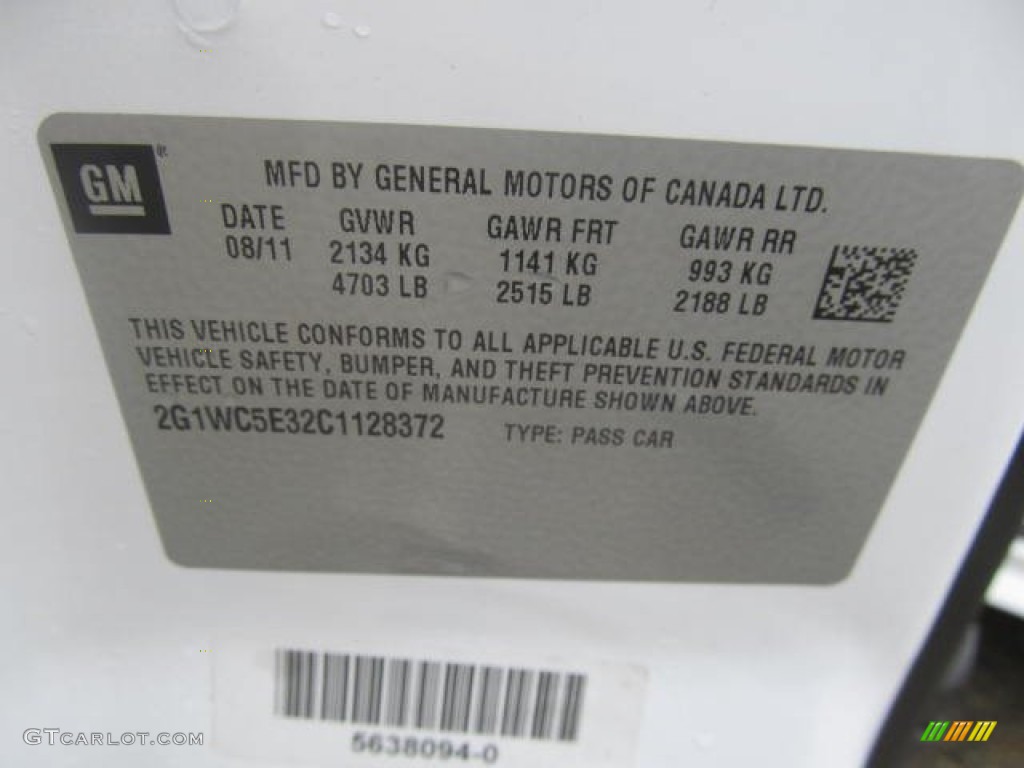 GM
MFD BY GENERAL MOTORS OF CANADA LTD.
DATE GVWR GAWR FRT GAWR RR
08/11 2134 KG 1141 KG 993 KG
4703 LB 2515 LB 2188 LB
THIS VEHICLE CONFORMS TO ALL APPLICABLE U.S. FEDERAL MOTOR
VEHICLE SAFETY, BUMPER, AND THEFT PREVENTION STANDARDS IN
EFFECT ON THE DATE OF MANUFACTURE SHOWN ABOVE.
2G1WC5E32C1128372 TYPE: PASS CAR
5638094-0
GTCARLOT.COM